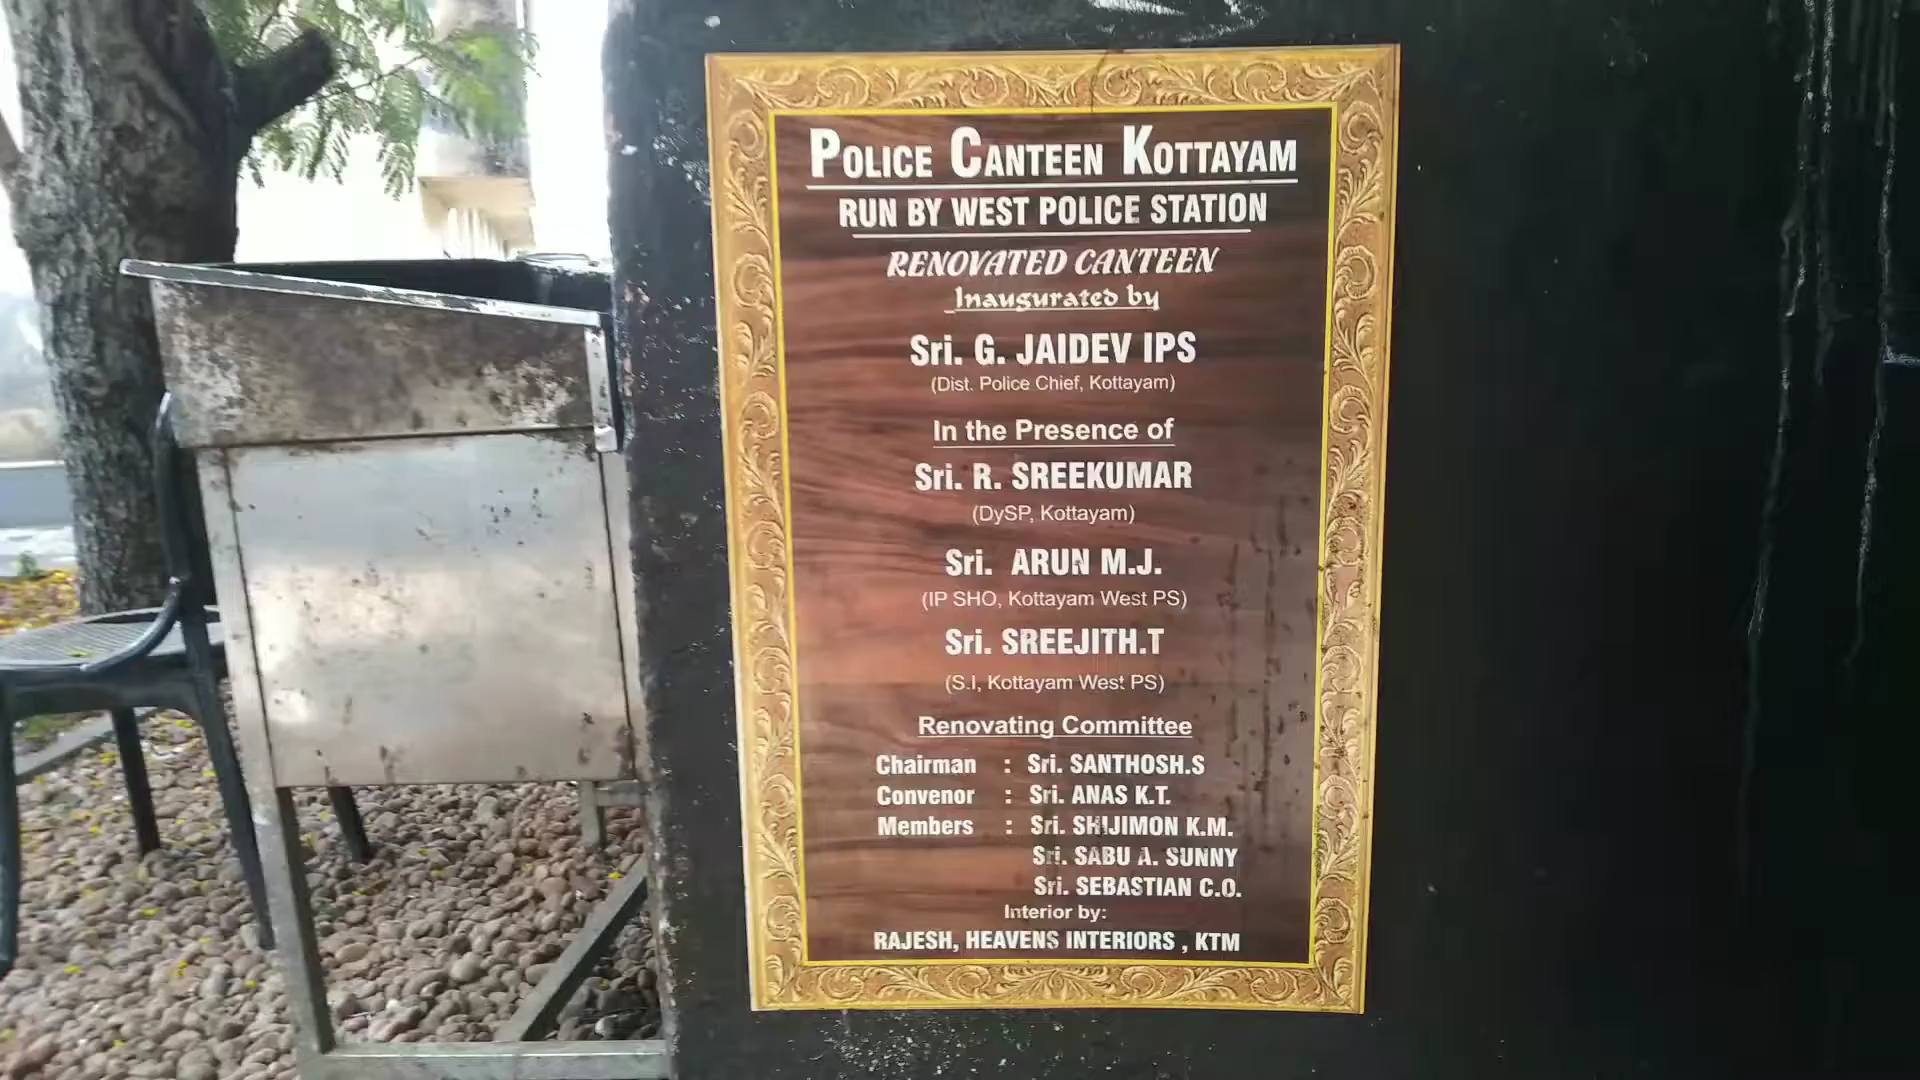 POLICE CANTEEN KOTTAYAM
RUN BY WEST POLICE STATION
RENOVATED CANTEEN
Inaugurated by
Sri. G. JAIDEV IPS
(Dist. Police Chief, Kottayam)
In the Presence of
Sri. R. SREEKUMAR
(DySP, Kottayam)
Sri. ARUN M.J.
(IP SHO, Kottayam West PS)
Sri. SREEJITH.T
(S.I, Kottayam West PS)
Renovating Committee
Chairman : Sri. SANTHOSH.S
Convenor : Sri. ANAS K.T.
Members : Sri. SHIJIMON K.M.
Sri. SABU A. SUNNY
Sri. SEBASTIAN C.O.
Interior by:
RAJESH, HEAVENS INTERIORS , KTM